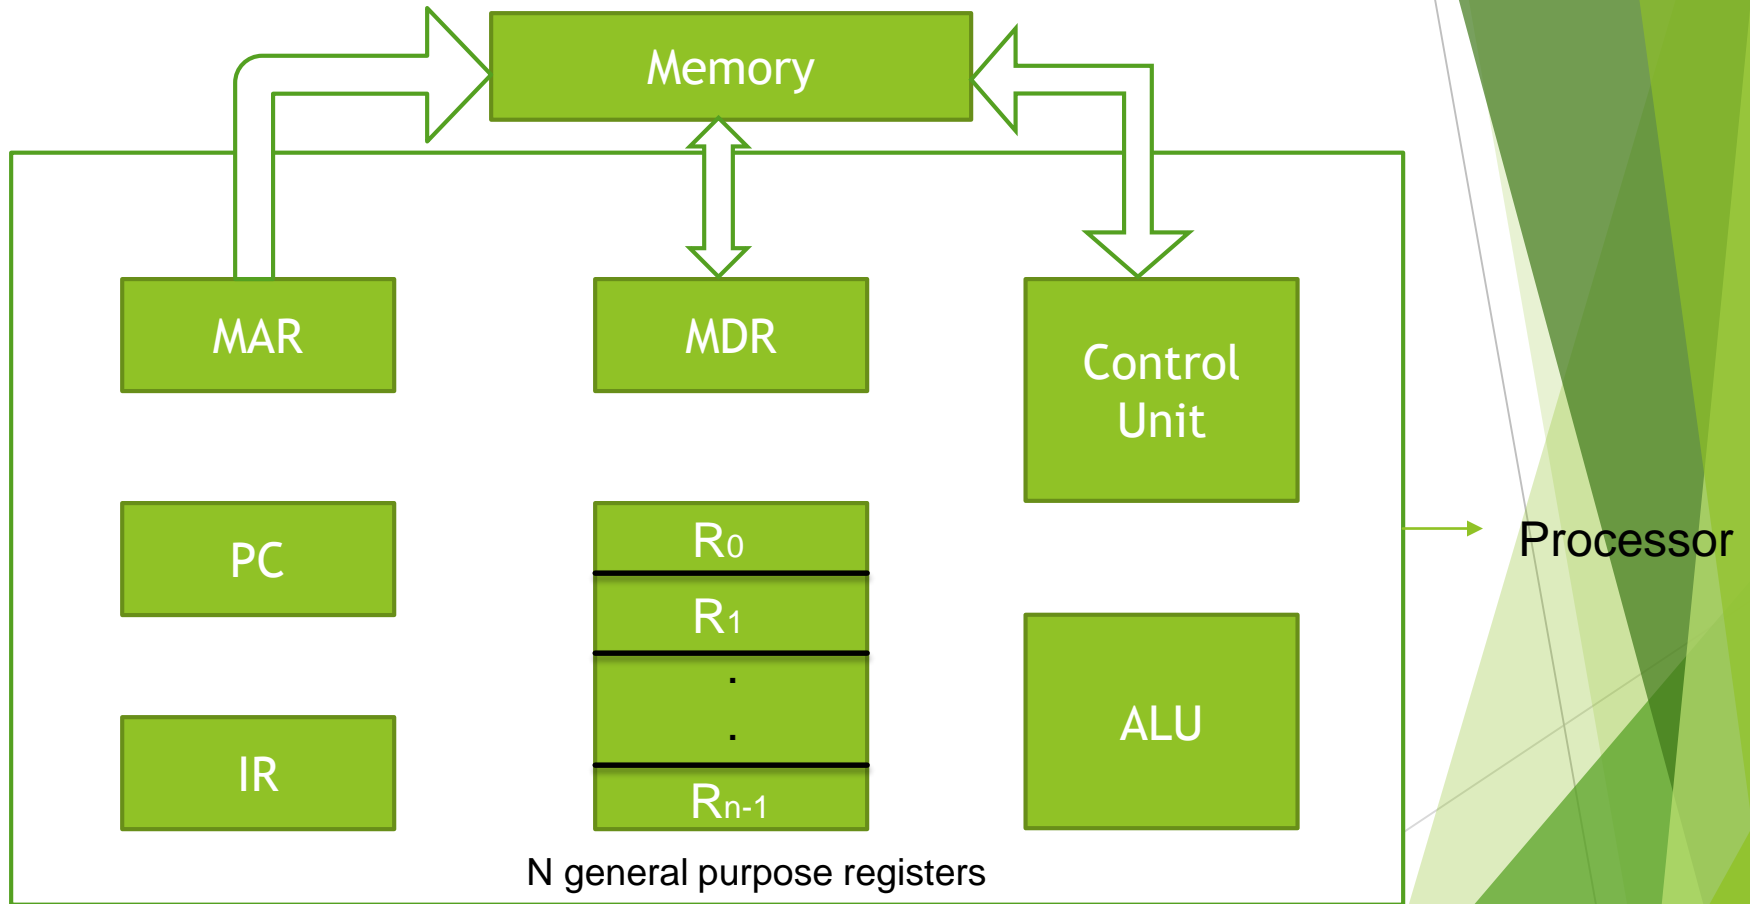 Memory
MAR
MDR
Control
Unit
PC
R0
R1
.
.
Rn-1
IR
ALU
Processor
N general purpose registers